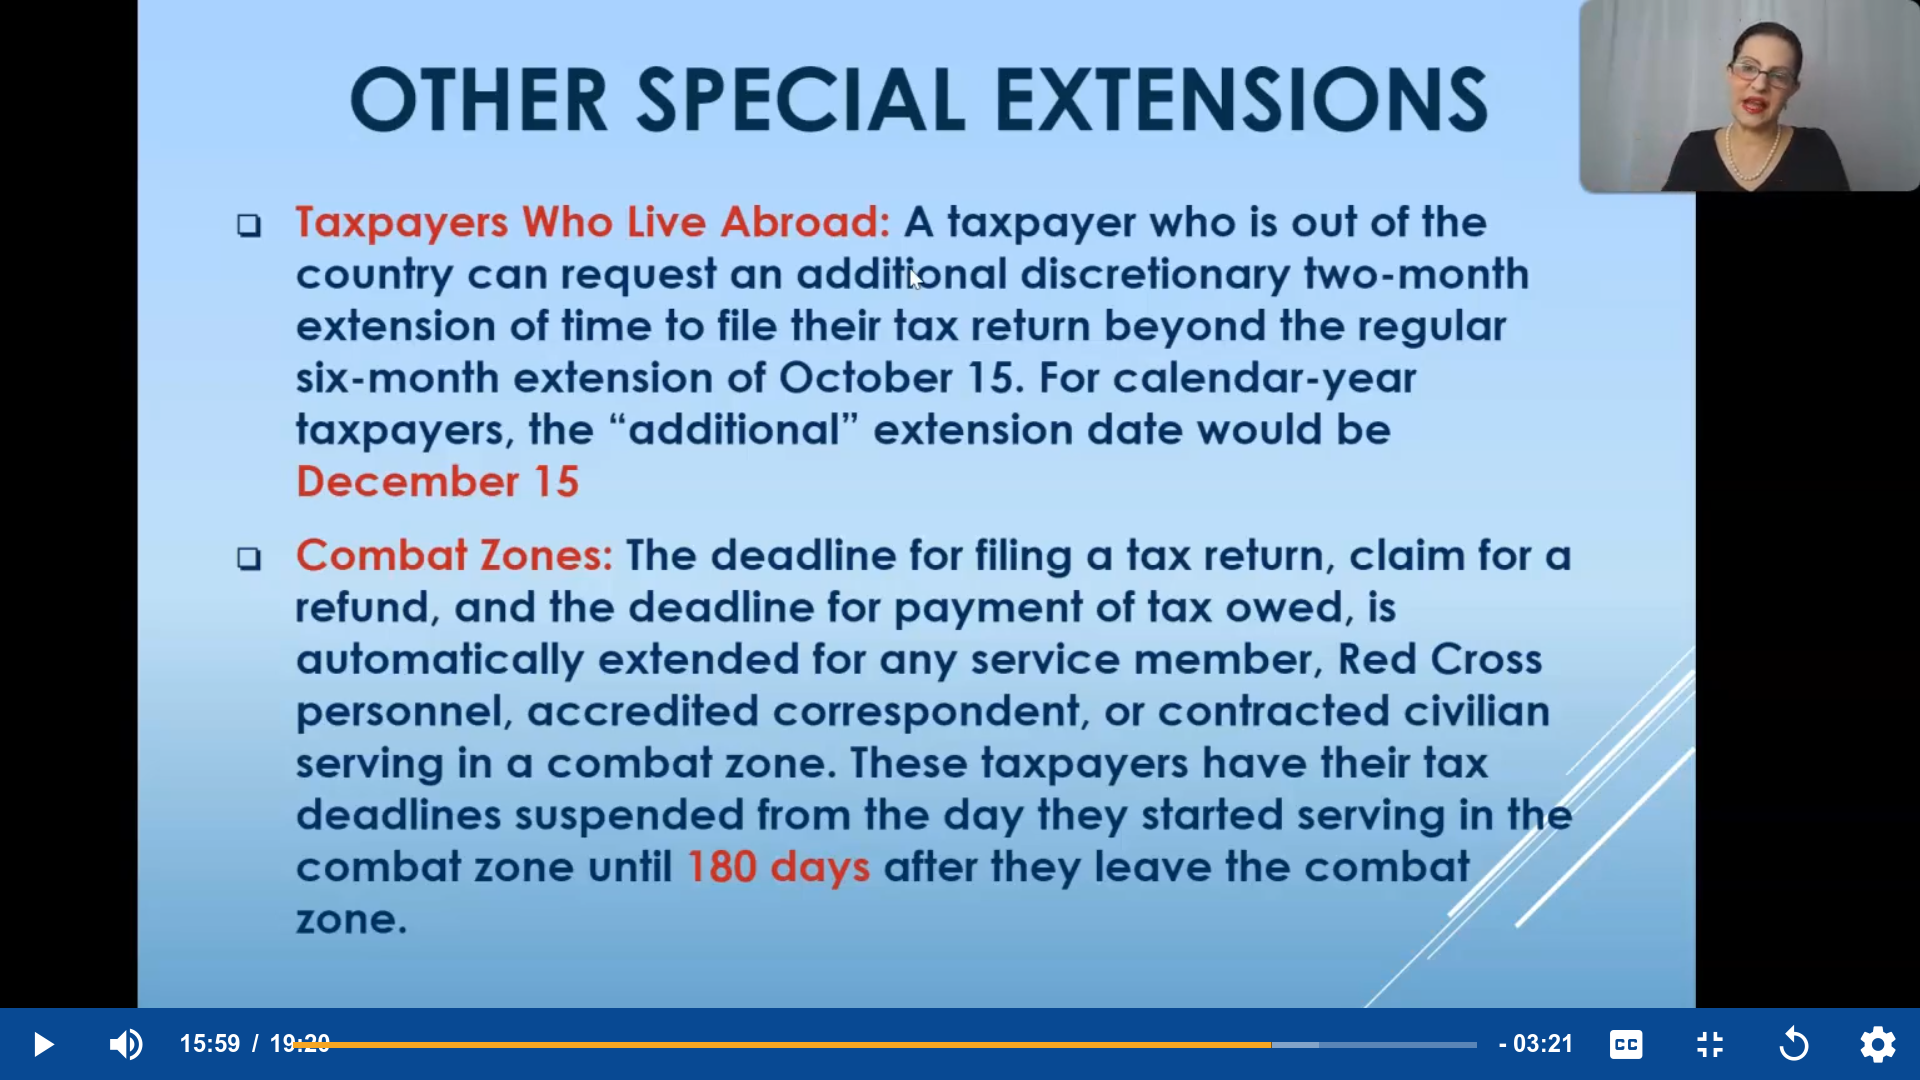 OTHER SPECIAL EXTENSIONS
Taxpayers Who Live Abroad: A taxpayer who is out of the
country can request an additional discretionary two-month
extension of time to file their tax return beyond the regular
six-month extension of October 15. For calendar-year
taxpayers, the “additional” extension date would be
December 15
Combat Zones: The deadline for filing a tax return, claim for a
refund, and the deadline for payment of tax owed, is
automatically extended for any service member, Red Cross
personnel, accredited correspondent, or contracted civilian
serving in a combat zone. These taxpayers have their tax
deadlines suspended from the day they started serving in the
combat zone until 180 days after they leave the combat
zone.
15:59 / 19:20 - 03:21 CC